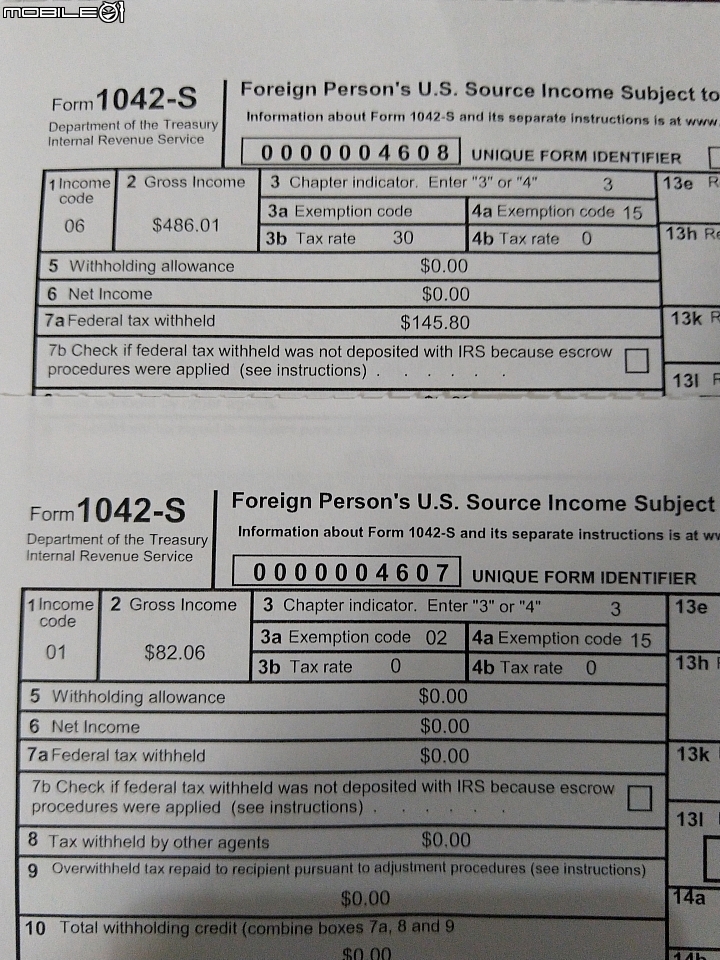 MOBILE01
Form 1042-S
Foreign Person's U.S. Source Income Subject to
Department of the Treasury
Internal Revenue Service
Information about Form 1042-S and its separate instructions is at www.
0000004608 UNIQUE FORM IDENTIFIER
1 Income code
06
2 Gross Income
$486.01
3 Chapter indicator. Enter "3" or "4" 3
3a Exemption code
4a Exemption code 15
3b Tax rate 30
4b Tax rate 0
13e R
13h Re
5 Withholding allowance $0.00
6 Net Income $0.00
7a Federal tax withheld $145.80
13k
7b Check if federal tax withheld was not deposited with IRS because escrow
procedures were applied (see instructions) . . . . . .
13l
Form 1042-S
Foreign Person's U.S. Source Income Subject
Department of the Treasury
Internal Revenue Service
Information about Form 1042-S and its separate instructions is at ww
0000004607 UNIQUE FORM IDENTIFIER
1 Income code
01
2 Gross Income
$82.06
3 Chapter indicator. Enter "3" or "4" 3
3a Exemption code 02
4a Exemption code 15
3b Tax rate 0
4b Tax rate 0
13e
13h
5 Withholding allowance $0.00
6 Net Income $0.00
7a Federal tax withheld $0.00
13k
7b Check if federal tax withheld was not deposited with IRS because escrow
procedures were applied (see instructions) . . . . . .
13l
8 Tax withheld by other agents $0.00
9 Overwithheld tax repaid to recipient pursuant to adjustment procedures (see instructions)
$0.00
14a
10 Total withholding credit (combine boxes 7a, 8 and 9
$0.00
14b